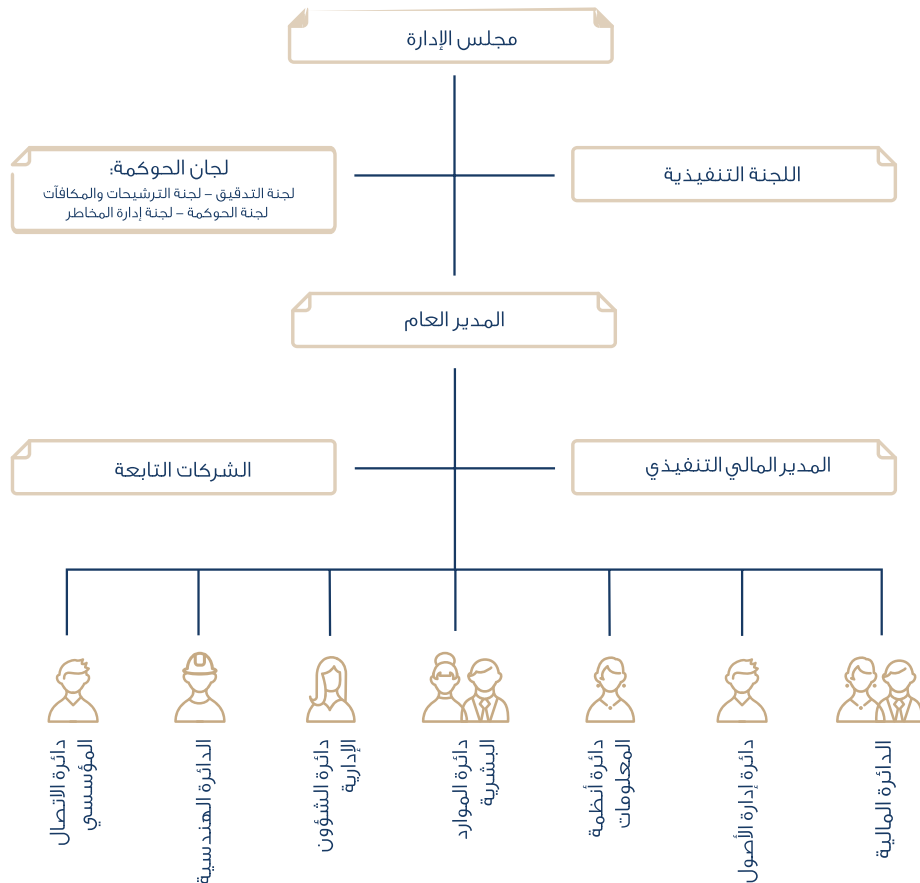 مجلس الإدارة
اللجنة التنفيذية
لجان الحوكمة:
لجنة التدقيق – لجنة الترشيحات والمكافآت
لجنة الحوكمة – لجنة إدارة المخاطر
المدير العام
المدير المالي التنفيذي
الشركات التابعة
الدائرة المالية
دائرة إدارة الأصول
دائرة أنظمة
المعلومات
دائرة الموارد
البشرية
دائرة الشؤون
الإدارية
الدائرة الهندسية
دائرة الاتصال
المؤسسي